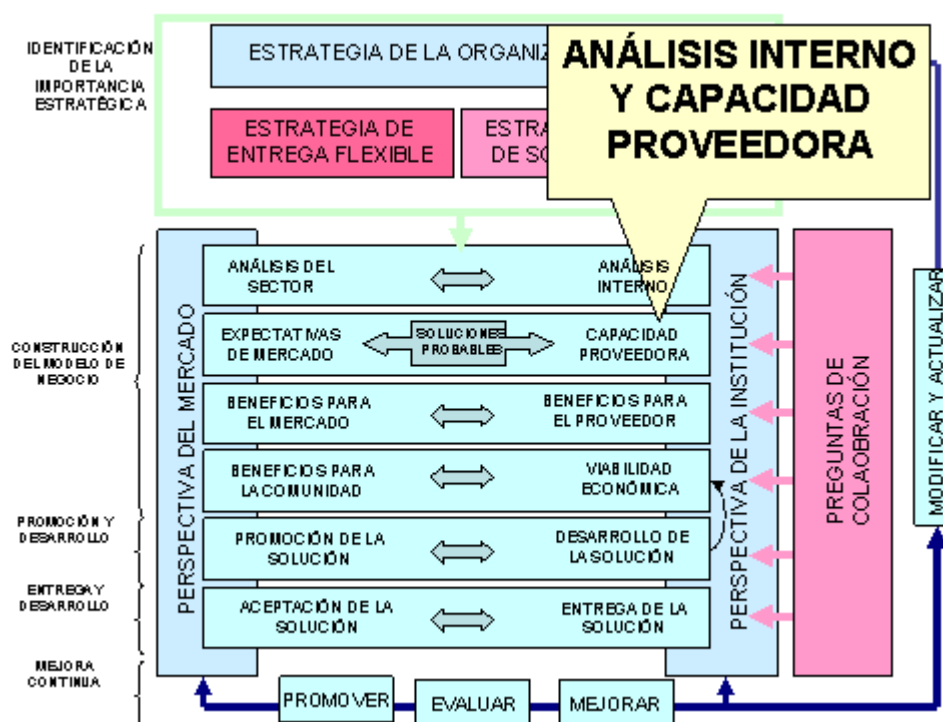 IDENTIFICACIÓN
DE LA
IMPORTANCIA
ESTRATÉGICA
ESTRATEGIA DE LA ORGANIZ
ANÁLISIS INTERNO
Y CAPACIDAD
PROVEEDORA
ESTRATEGIA DE
ENTREGA FLEXIBLE
ESTRA
DE SO
CONSTRUCCIÓN
DEL MODELO DE
NEGOCIO
PROMOCIÓN Y
DESARROLLO
ENTREGA Y
DESARROLLO
MEJORA
CONTINUA
PERSPECTIVA DEL MERCADO
ANÁLISIS DEL
SECTOR
ANÁLISIS
INTERNO
EXPECTATIVAS
DE MERCADO
SOLUCIONES
PROBABLES
CAPACIDAD
PROVEEDORA
BENEFICIOS PARA
EL MERCADO
BENEFICIOS PARA
EL PROVEEDOR
BENEFICIOS PARA
LA COMUNIDAD
VIABILIDAD
ECONÓMICA
PROMOCIÓN DE LA
SOLUCIÓN
DESARROLLO DE
LA SOLUCIÓN
ACEPTACIÓN DE LA
SOLUCIÓN
ENTREGA DE LA
SOLUCIÓN
PERSPECTIVA DE LA INSTITUCIÓN
PREGUNTAS DE
COLAOBRACIÓN
MODIFICAR Y ACTUALIZAR
PROMOVER
EVALUAR
MEJORAR